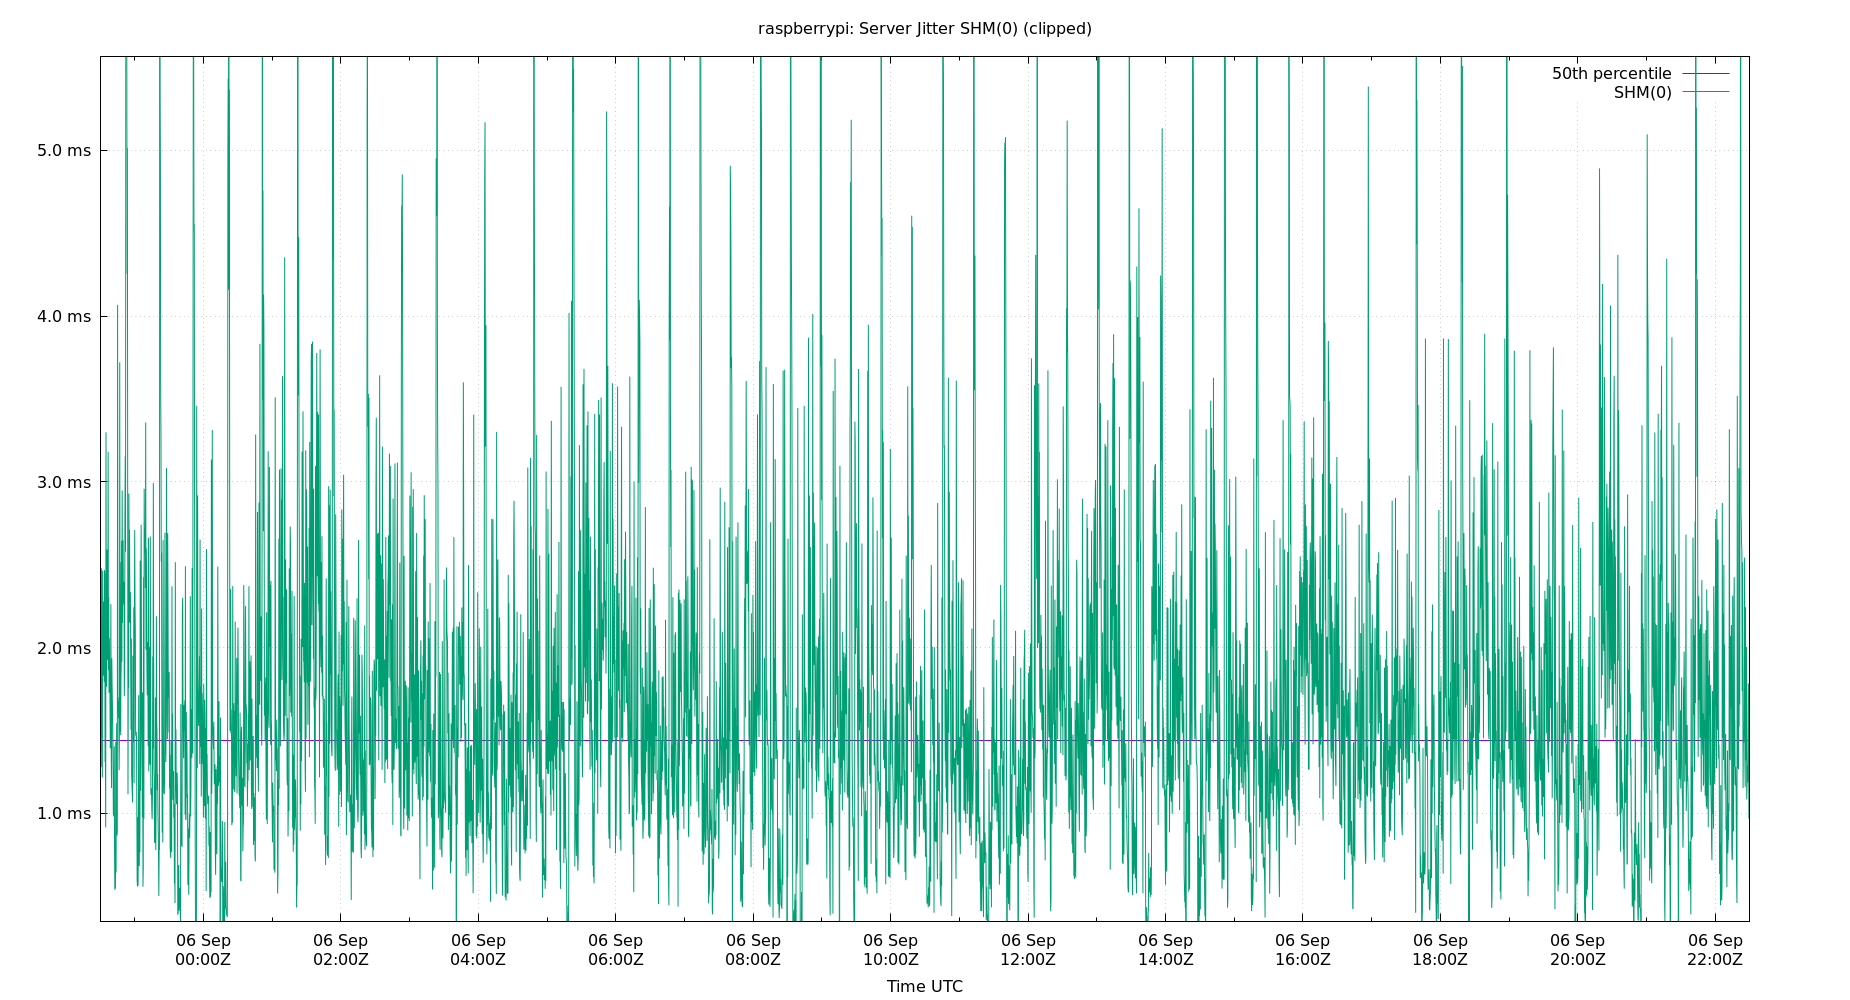 raspberrypi: Server Jitter SHM(0) (clipped)
50th percentile
SHM(0)
5.0 ms
4.0 ms
3.0 ms
2.0 ms
1.0 ms
06 Sep 06 Sep 06 Sep 06 Sep 06 Sep 06 Sep 06 Sep 06 Sep 06 Sep 06 Sep 06 Sep 06 Sep
00:00Z 02:00Z 04:00Z 06:00Z 08:00Z 10:00Z 12:00Z 14:00Z 16:00Z 18:00Z 20:00Z 22:00Z
Time UTC